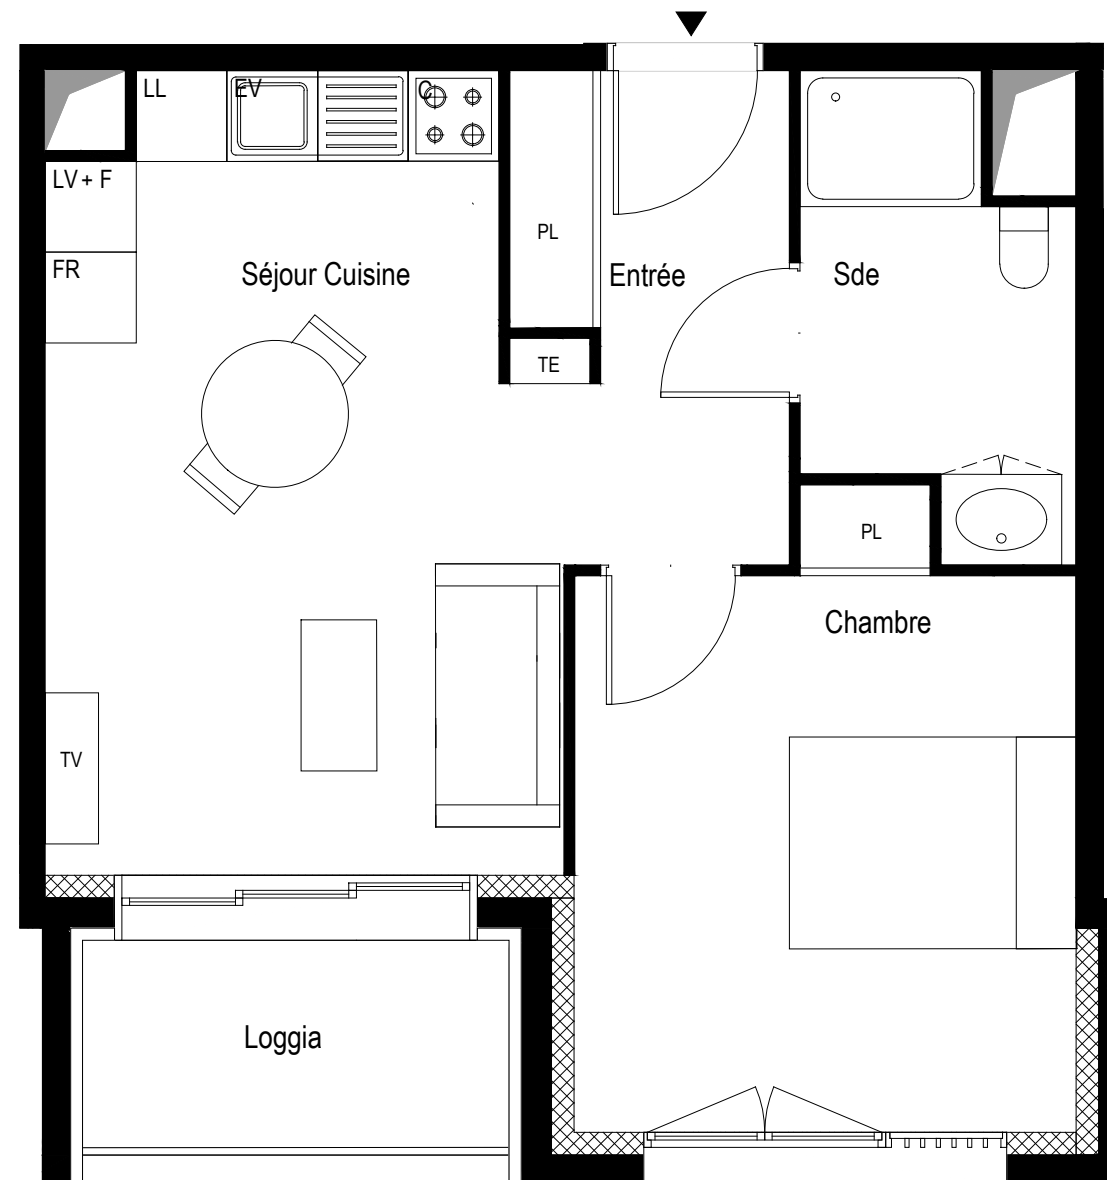 LL
EV
C
LV + F
FR
PL
Séjour Cuisine
Entrée
Sde
TE
PL
Chambre
TV
Loggia